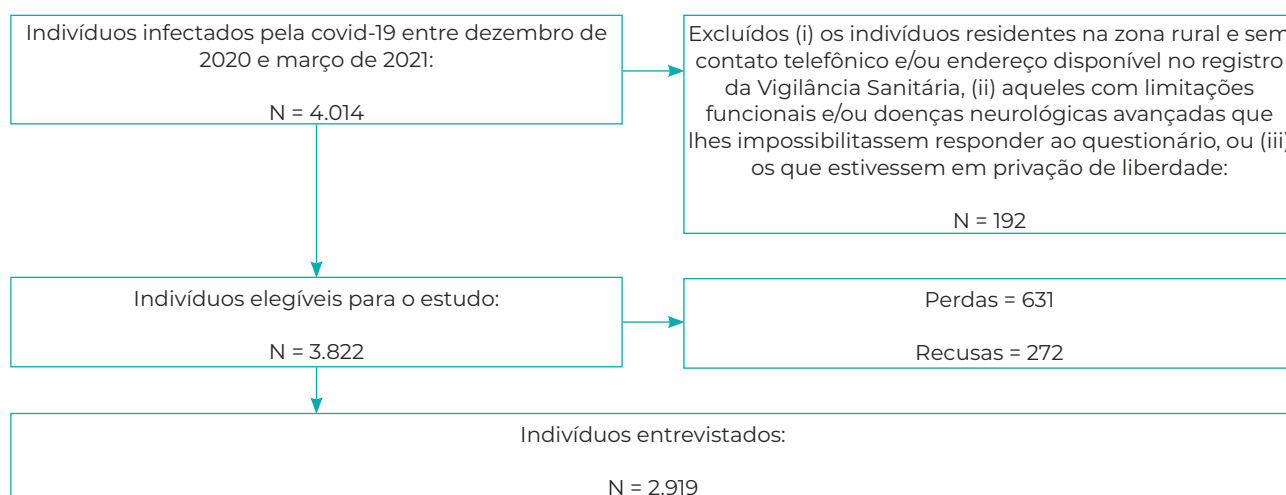 Indivíduos infectados pela covid-19 entre dezembro de
2020 e março de 2021:
N = 4.014
Excluídos (i) os indivíduos residentes na zona rural e sem
contato telefônico e/ou endereço disponível no registro
da Vigilância Sanitária, (ii) aqueles com limitações
funcionais e/ou doenças neurológicas avançadas que
lhes impossibilitassem responder ao questionário, ou (iii)
os que estivessem em privação de liberdade:
N = 192
Indivíduos elegíveis para o estudo:
N = 3.822
Perdas = 631
Recusas = 272
Indivíduos entrevistados:
N = 2.919